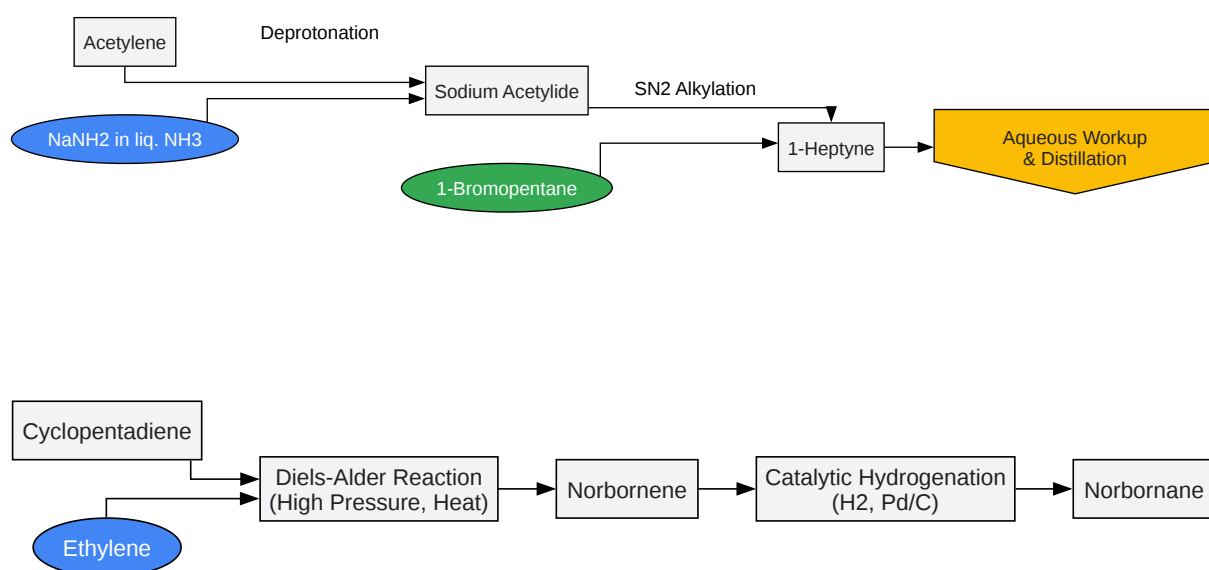 Acetylene
Deprotonation
NaNH2 in liq. NH3
Sodium Acetylide
SN2 Alkylation
1-Bromopentane
1-Heptyne
Aqueous Workup
& Distillation
Cyclopentadiene
Ethylene
Diels-Alder Reaction
(High Pressure, Heat)
Norbornene
Catalytic Hydrogenation
(H2, Pd/C)
Norbornane